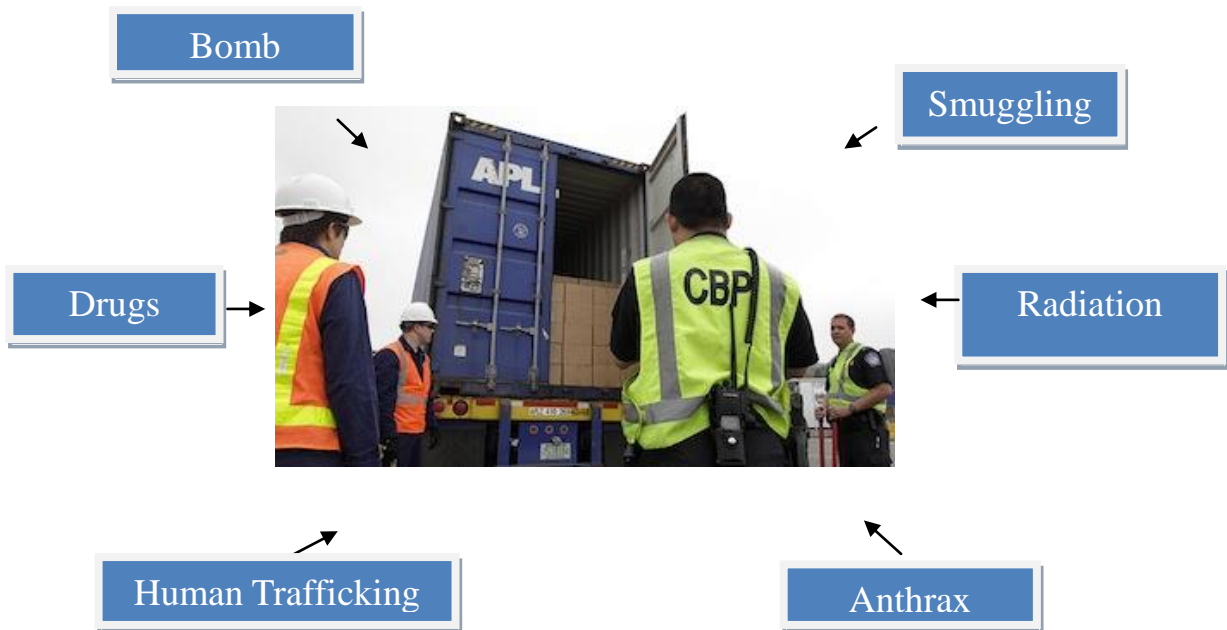 Bomb
Smuggling
APL
CBP
Drugs
Radiation
Human Trafficking
Anthrax